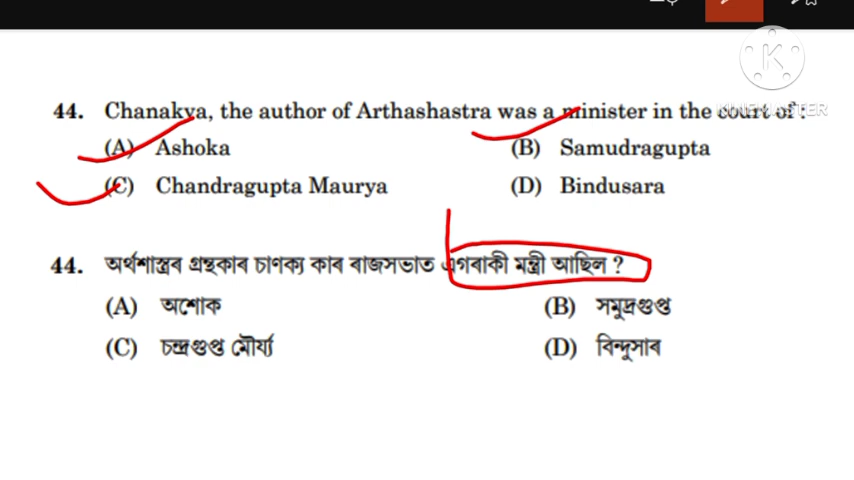 KINEMASTER
44. Chanakya, the author of Arthashastra was a minister in the court of :
(A) Ashoka (B) Samudragupta
(C) Chandragupta Maurya (D) Bindusara
44. অৰ্থশাস্ত্ৰৰ গ্ৰন্থকাৰ চাণক্য কাৰ ৰাজসভাত এগৰাকী মন্ত্ৰী আছিল ?
(A) অশোক (B) সমুদ্ৰগুপ্ত
(C) চন্দ্ৰগুপ্ত মৌৰ্য্য (D) বিন্দুসাৰ